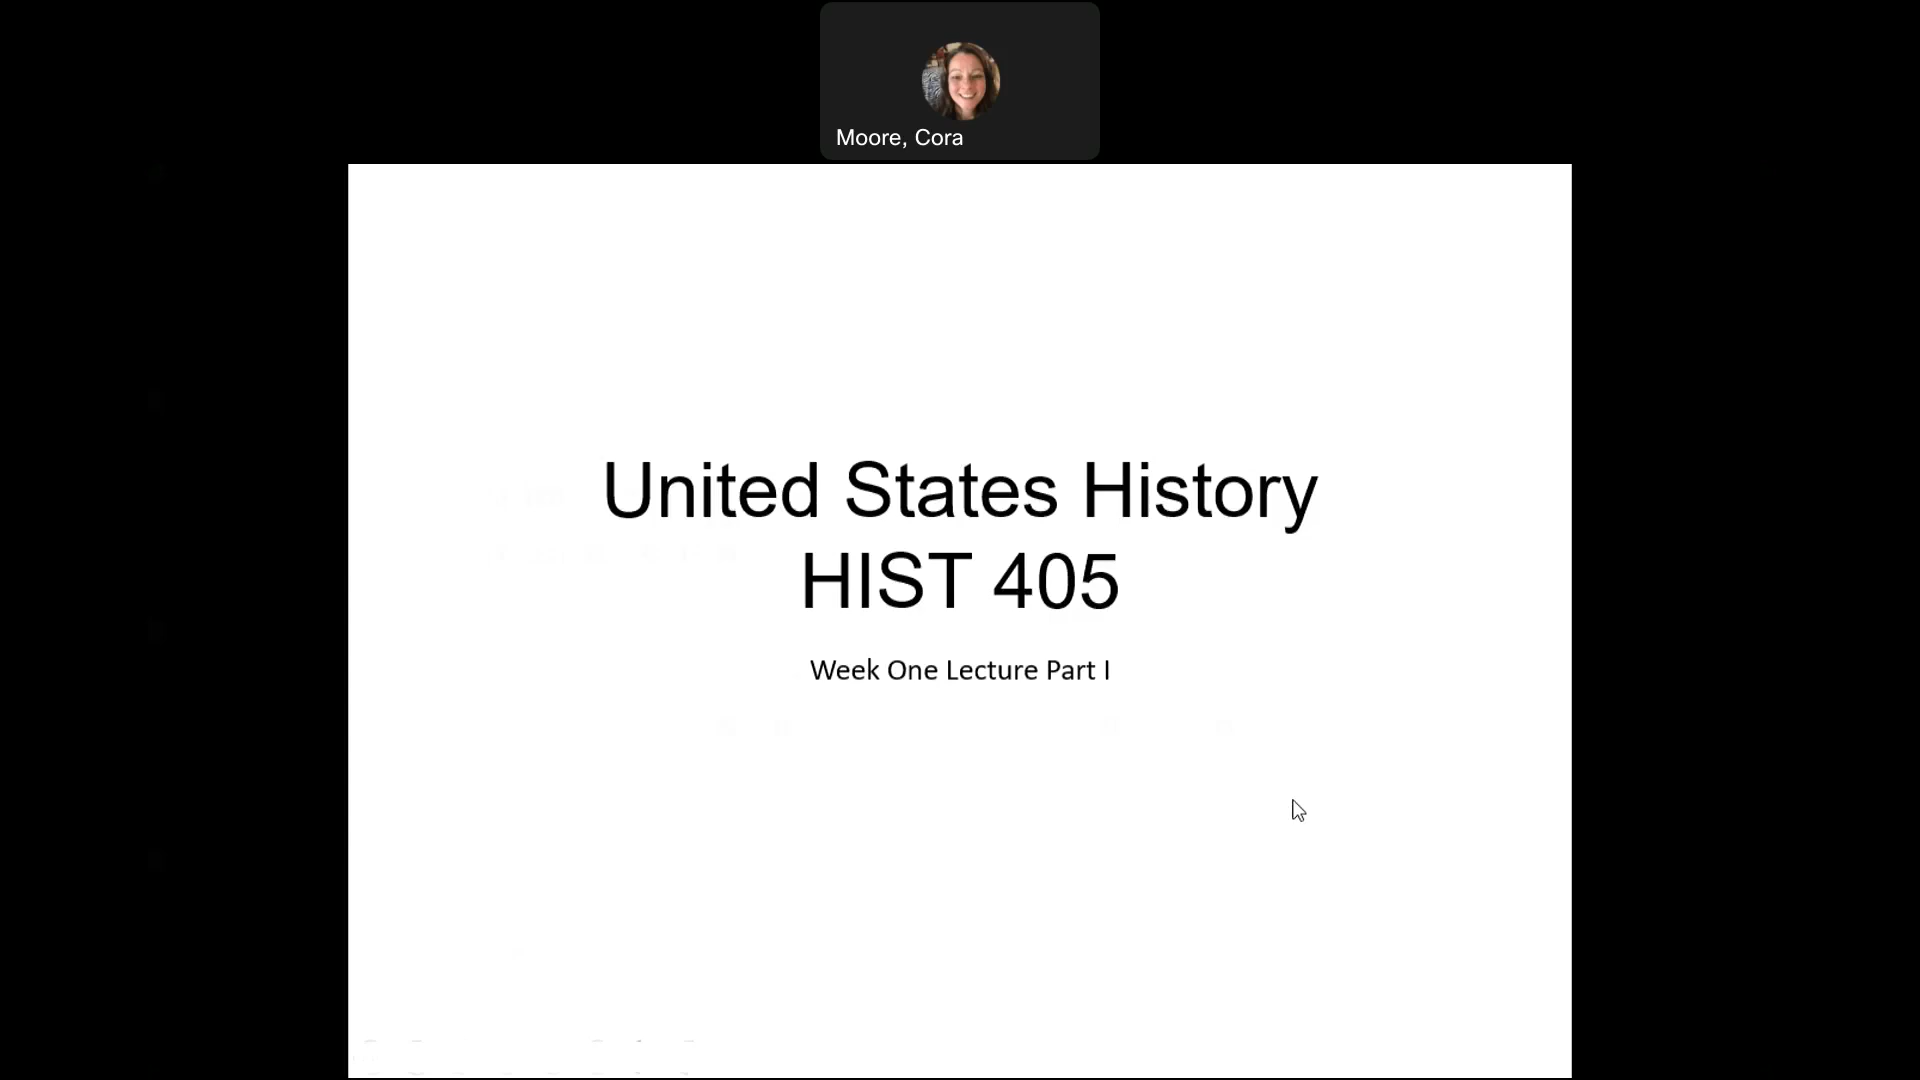 Moore, Cora
United States History
HIST 405
Week One Lecture Part I